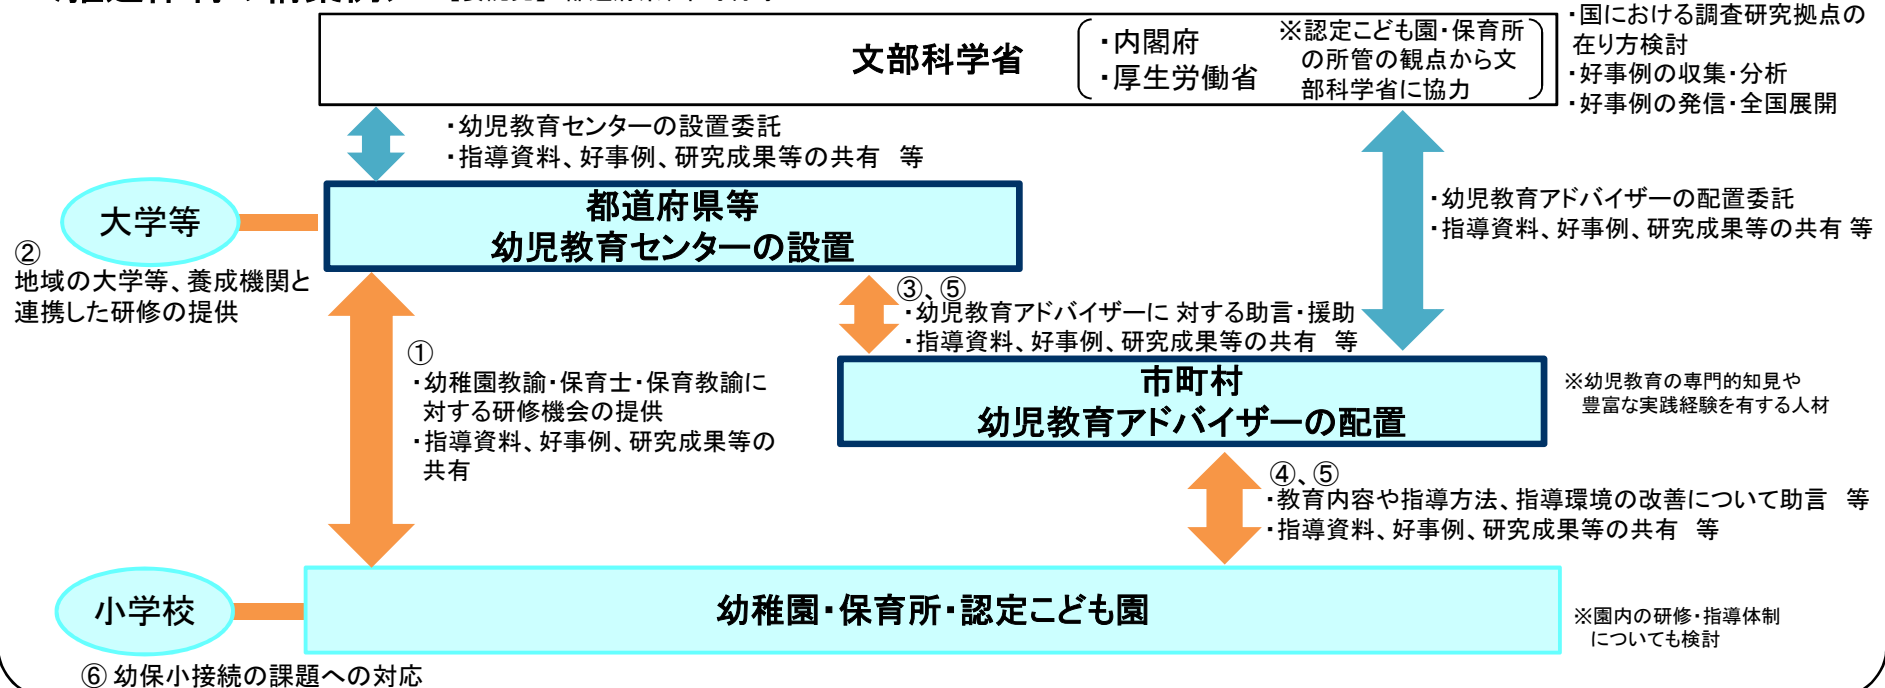 文部科学省
・内閣府
・厚生労働省
※認定こども園・保育所
の所管の観点から文
部科学省に協力
・国における調査研究拠点の
在り方検討
・好事例の収集・分析
・好事例の発信・全国展開
・幼児教育センターの設置委託
・指導資料、好事例、研究成果等の共有　等
大学等
都道府県等
幼児教育センターの設置
・幼児教育アドバイザーの配置委託
・指導資料、好事例、研究成果等の共有 等
②
地域の大学等、養成機関と
連携した研修の提供
③、⑤
・幼児教育アドバイザーに 対する助言・援助
・指導資料、好事例、研究成果等の共有　等
①
・幼稚園教諭・保育士・保育教諭に
対する研修機会の提供
・指導資料、好事例、研究成果等の
共有
市町村
幼児教育アドバイザーの配置
※幼児教育の専門的知見や
豊富な実践経験を有する人材
④、⑤
・教育内容や指導方法、指導環境の改善について助言　等
・指導資料、好事例、研究成果等の共有　等
小学校
幼稚園・保育所・認定こども園
※園内の研修・指導体制
についても検討
⑥ 幼保小接続の課題への対応